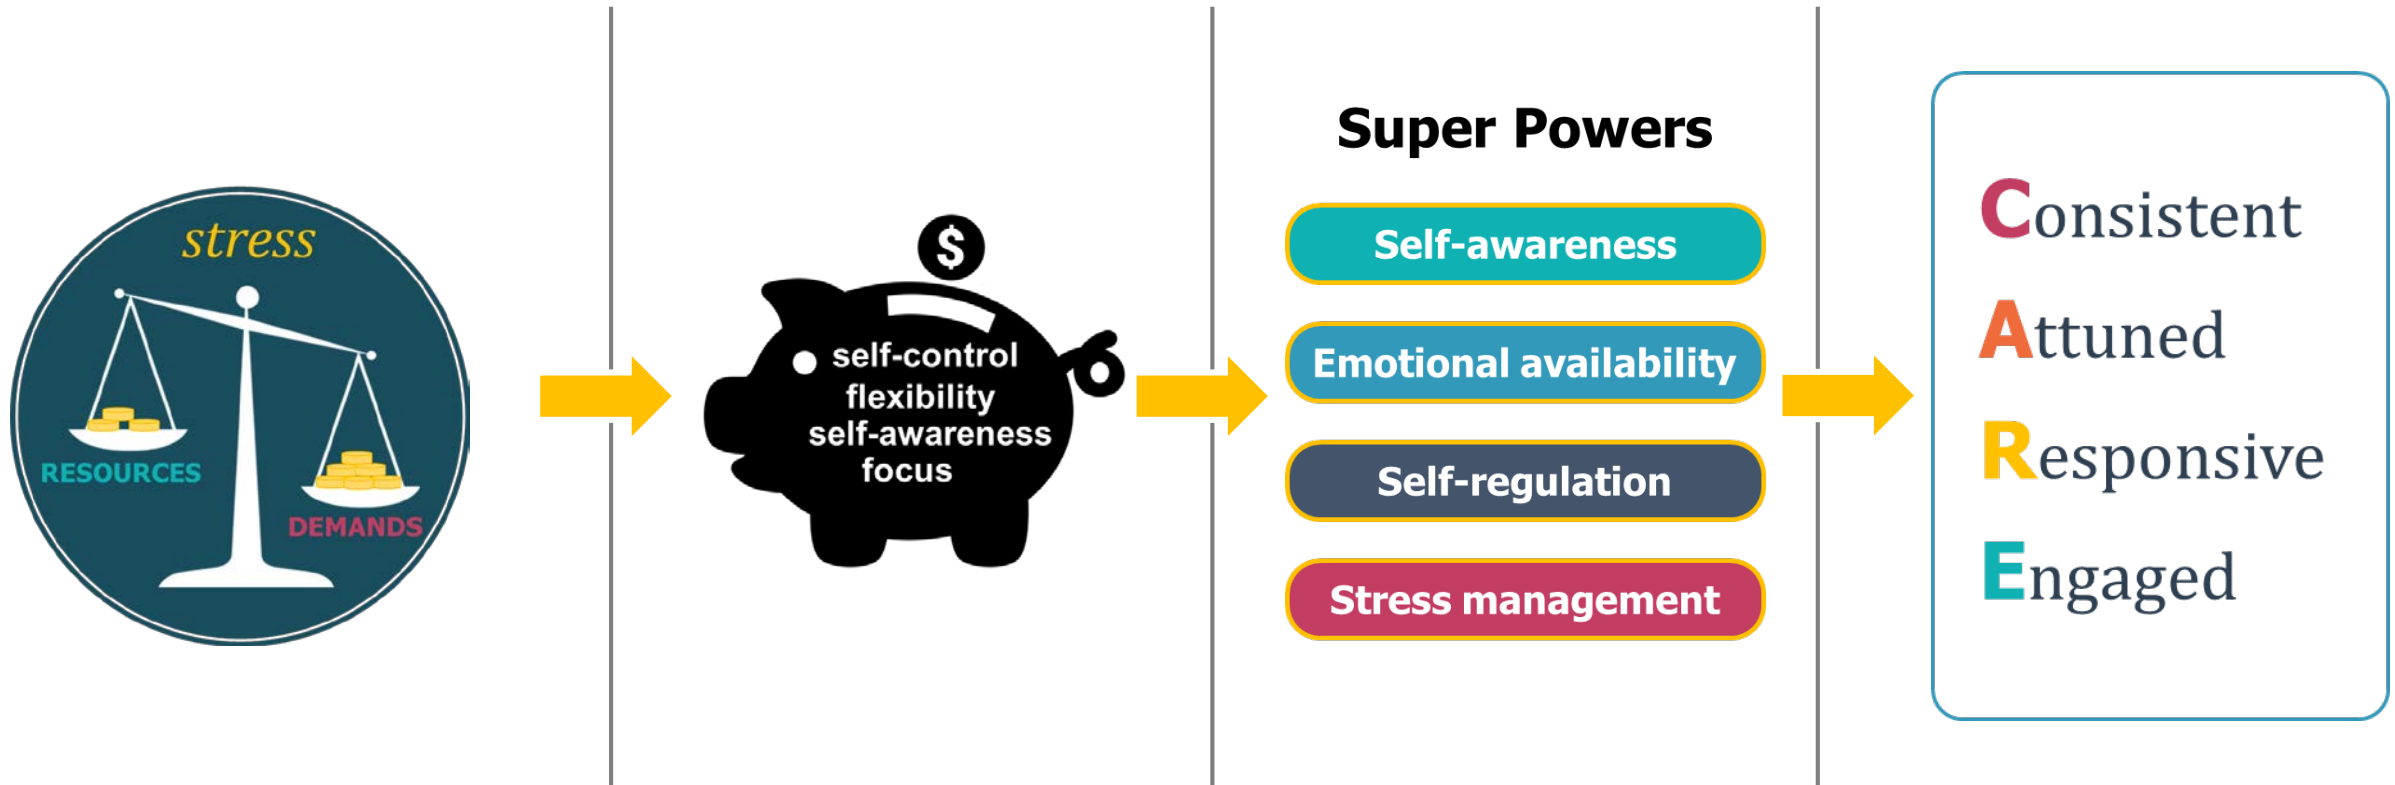 stress
RESOURCES
DEMANDS
$
self-control
flexibility
self-awareness
focus
Super Powers
Self-awareness
Emotional availability
Self-regulation
Stress management
Consistent
Attuned
Responsive
Engaged